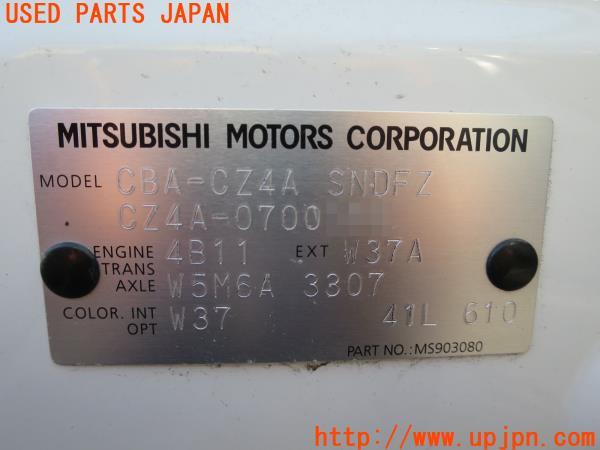 USED PARTS JAPAN
MITSUBISHI MOTORS CORPORATION
MODEL CBA-CZ4A SNDFZ
CZ4A-0700
ENGINE 4B11 EXT W37A
TRANS
AXLE W5M6A 3307
COLOR. INT W37 41L 610
OPT
PART NO.: MS903080
http://www.upjpn.com/